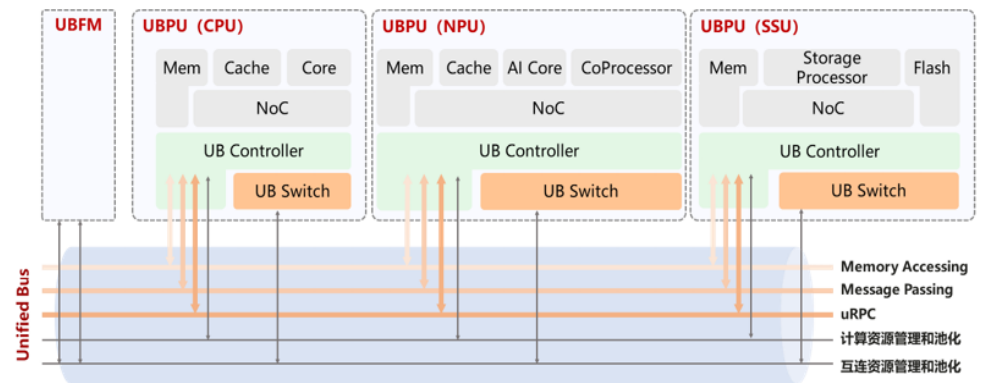 UBFM
UBPU（CPU）
Mem
Cache
Core
NoC
UB Controller
UB Switch
UBPU（NPU）
Mem
Cache
AI Core
CoProcessor
NoC
UB Controller
UB Switch
UBPU（SSU）
Mem
Storage
Processor
Flash
NoC
UB Controller
UB Switch
Unified Bus
Memory Accessing
Message Passing
uRPC
计算资源管理和池化
互连资源管理和池化